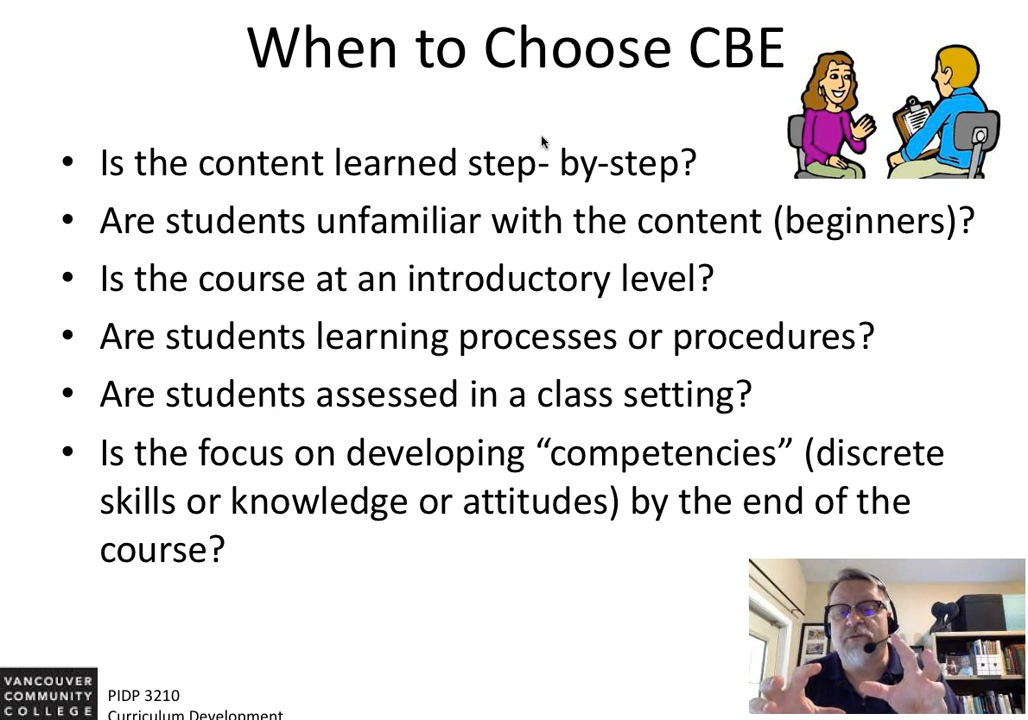 When to Choose CBE
• Is the content learned step- by-step?
• Are students unfamiliar with the content (beginners)?
• Is the course at an introductory level?
• Are students learning processes or procedures?
• Are students assessed in a class setting?
• Is the focus on developing “competencies” (discrete
skills or knowledge or attitudes) by the end of the
course?
VANCOUVER
COMMUNITY
COLLEGE
PIDP 3210
Curriculum Development